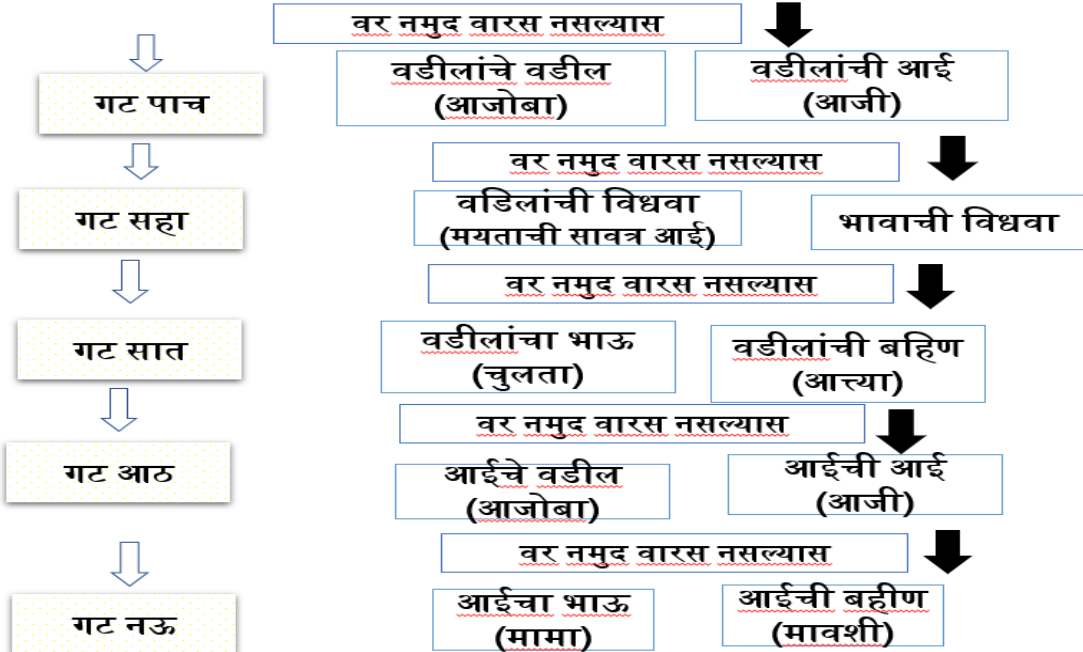 वर नमुद वारस नसल्यास
गट पाच
वडीलांचे वडील
(आजोबा)
वडीलांची आई
(आजी)
वर नमुद वारस नसल्यास
गट सहा
वडिलांची विधवा
(मयताची सावत्र आई)
भावाची विधवा
वर नमुद वारस नसल्यास
गट सात
वडीलांचा भाऊ
(चुलता)
वडीलांची बहिण
(आत्त्या)
वर नमुद वारस नसल्यास
गट आठ
आईचे वडील
(आजोबा)
आईची आई
(आजी)
वर नमुद वारस नसल्यास
गट नऊ
आईचा भाऊ
(मामा)
आईची बहीण
(मावशी)